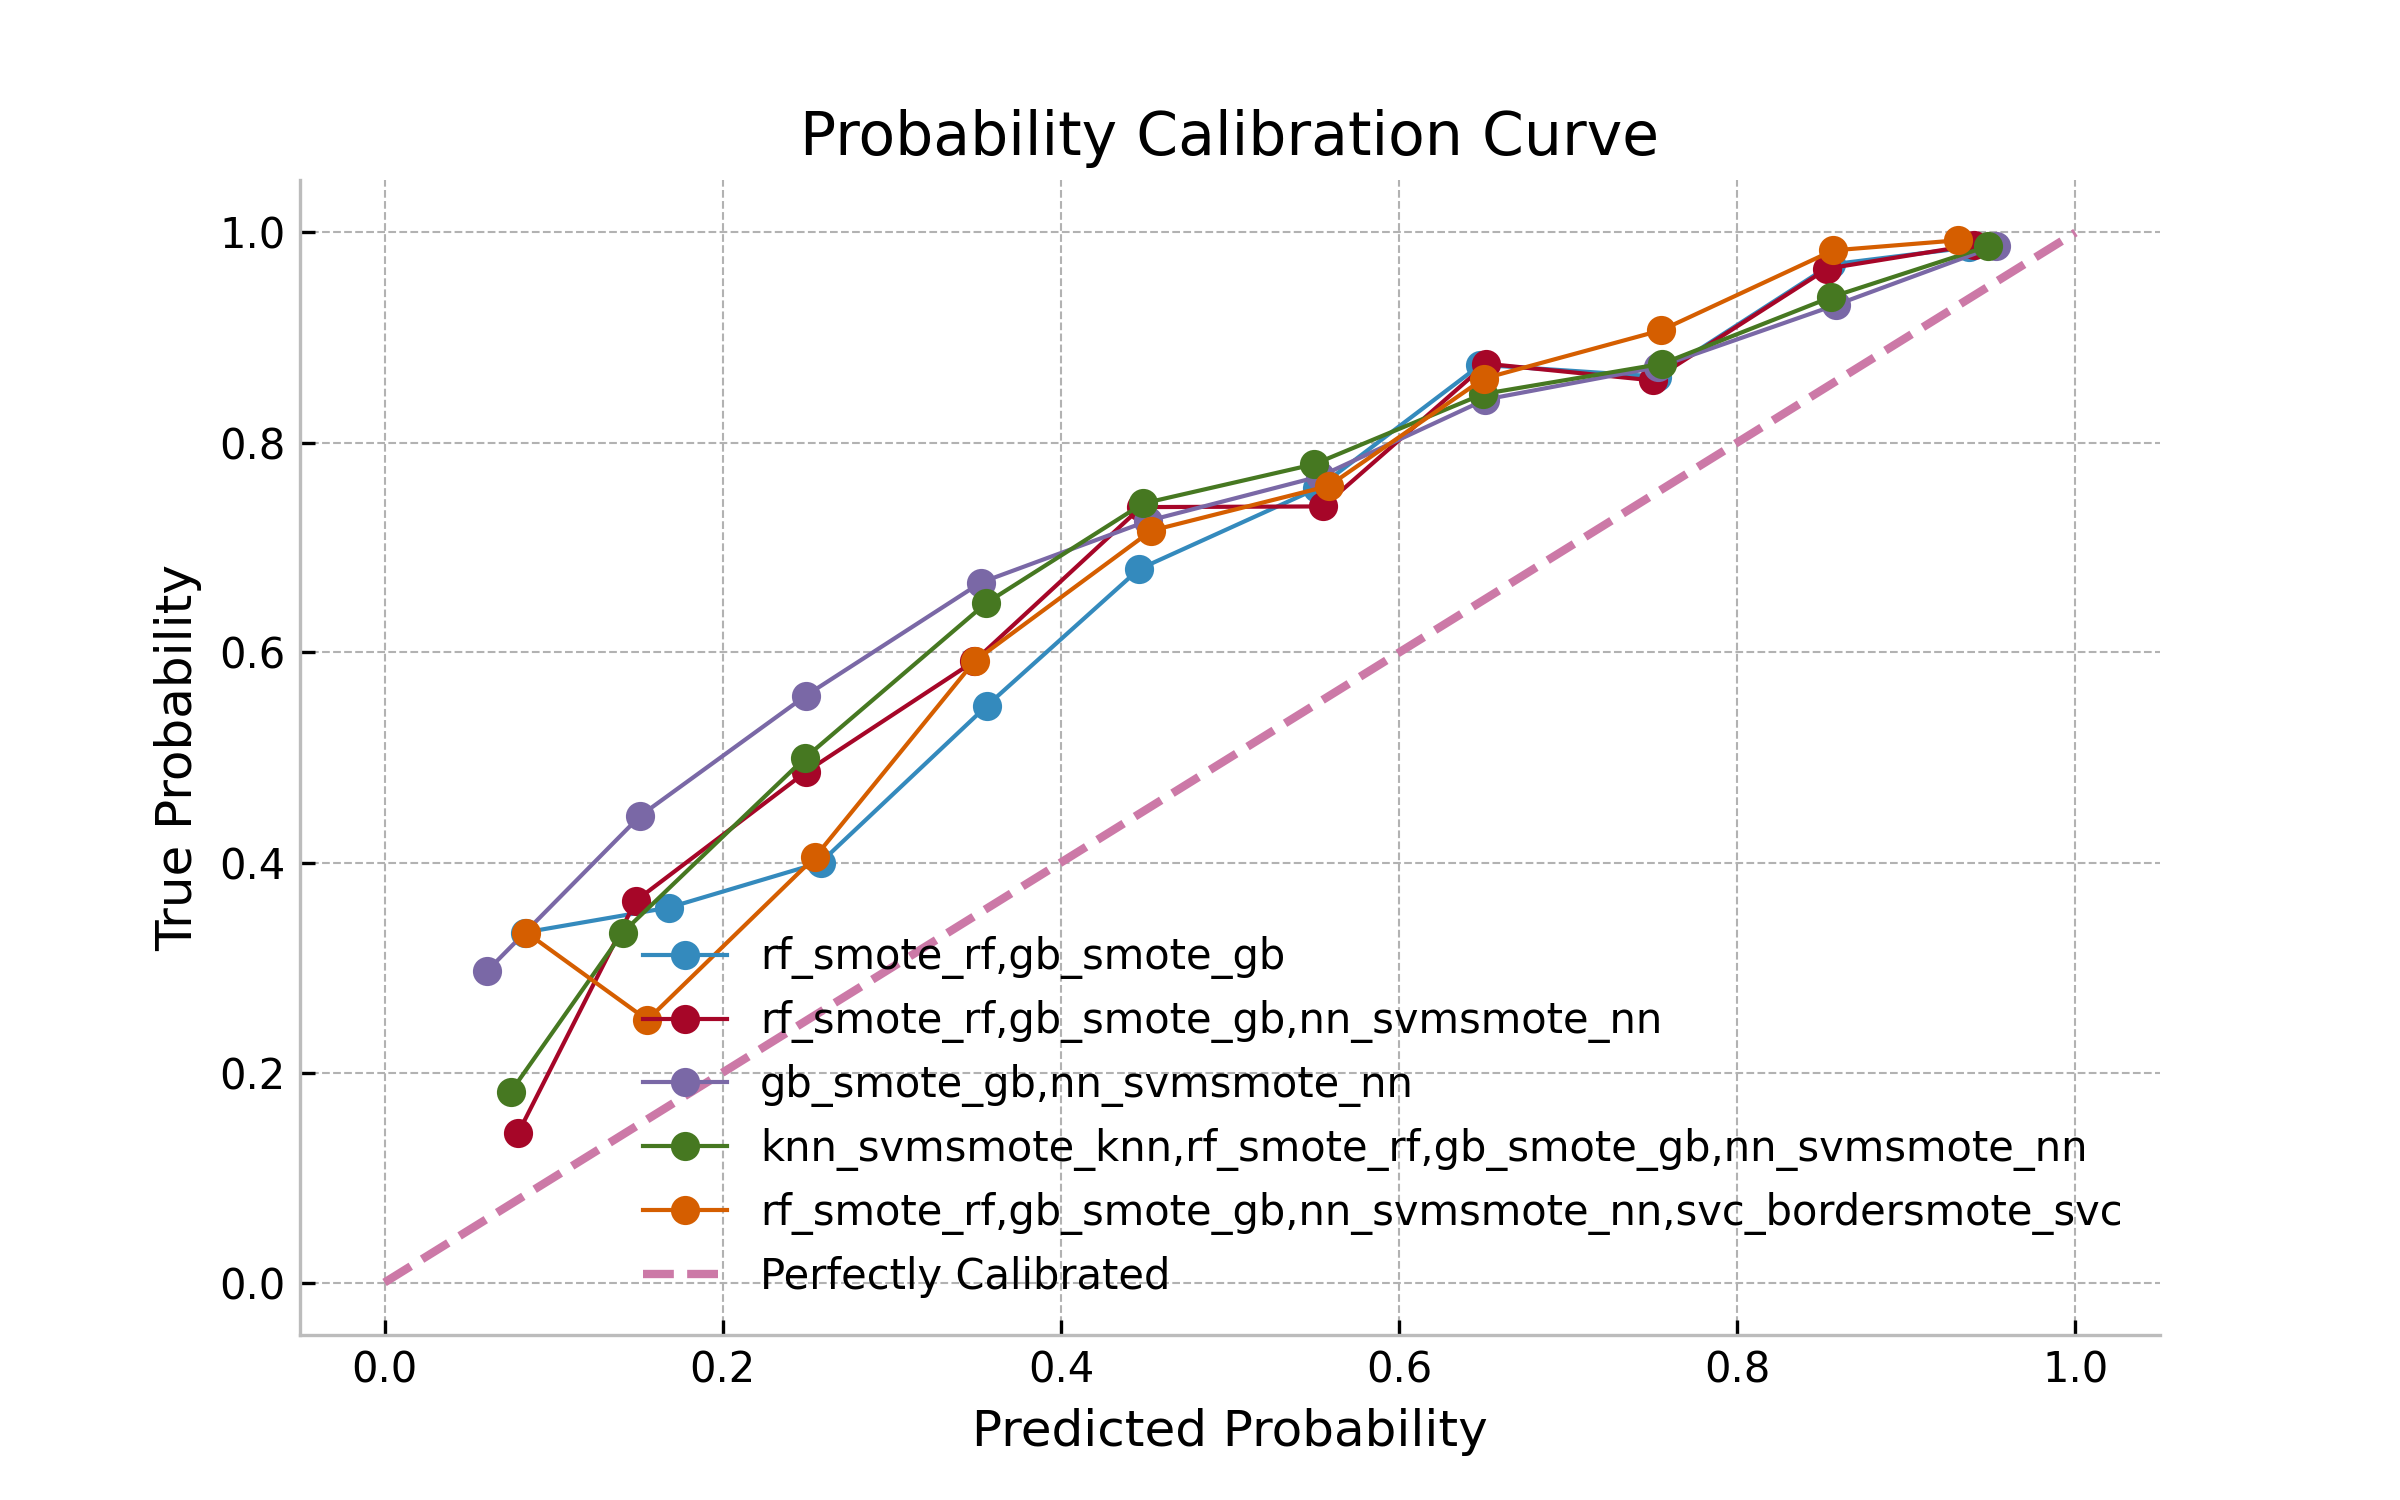 Probability Calibration Curve
1.0
0.8
0.6
0.4
0.2
0.0
True Probability
rf_smote_rf,gb_smote_gb
rf_smote_rf,gb_smote_gb,nn_svmsmote_nn
gb_smote_gb,nn_svmsmote_nn
knn_svmsmote_knn,rf_smote_rf,gb_smote_gb,nn_svmsmote_nn
rf_smote_rf,gb_smote_gb,nn_svmsmote_nn,svc_bordersmote_svc
Perfectly Calibrated
0.0 0.2 0.4 0.6 0.8 1.0
Predicted Probability